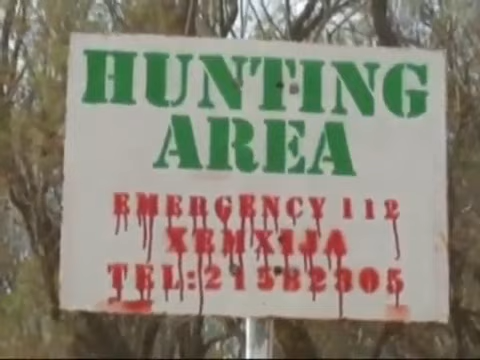 HUNTING
AREA
EMERGENCY 112
XEMXIJA
TEL:21582305